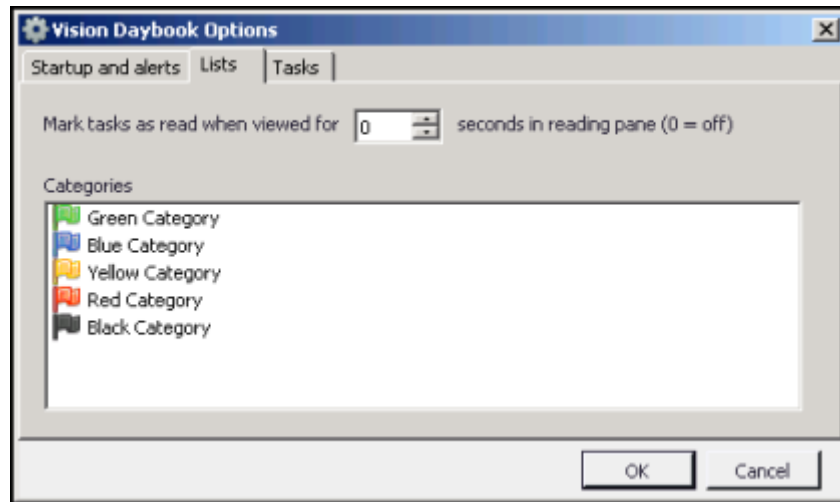 Vision Daybook Options
Startup and alerts Lists Tasks
Mark tasks as read when viewed for 0 seconds in reading pane (0 = off)
Categories
Green Category
Blue Category
Yellow Category
Red Category
Black Category
OK Cancel